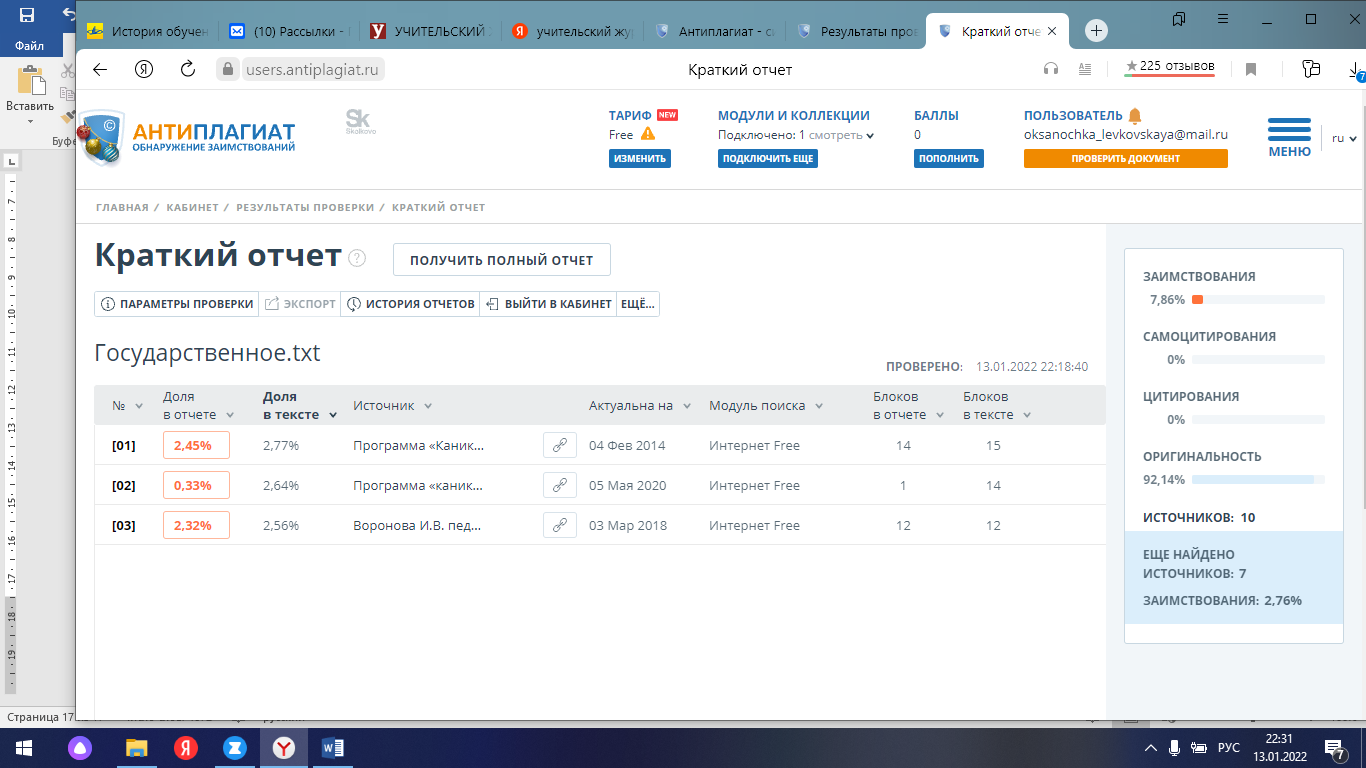 Файл
Вставить
Буфе
История обучен
(10) Рассылки -
УЧИТЕЛЬСКИЙ
учительский жур
Антиплагиат - с
Результаты пров
Краткий отче
users.antiplagiat.ru
Краткий отчет
225 отзывов
7
АНТИПЛАГИАТ
ОБНАРУЖЕНИЕ ЗАИМСТВОВАНИЙ
Sk
Skolkovo
ТАРИФ NEW
Free
ИЗМЕНИТЬ
МОДУЛИ И КОЛЛЕКЦИИ
Подключено: 1 смотреть
ПОДКЛЮЧИТЬ ЕЩЕ
БАЛЛЫ
0
ПОПОЛНИТЬ
ПОЛЬЗОВАТЕЛЬ
oksanochka_levkovskaya@mail.ru
ПРОВЕРИТЬ ДОКУМЕНТ
МЕНЮ
ru
ГЛАВНАЯ / КАБИНЕТ / РЕЗУЛЬТАТЫ ПРОВЕРКИ / КРАТКИЙ ОТЧЕТ
Краткий отчет ?
ПОЛУЧИТЬ ПОЛНЫЙ ОТЧЕТ
ПАРАМЕТРЫ ПРОВЕРКИ ЭКСПОРТ ИСТОРИЯ ОТЧЕТОВ ВЫЙТИ В КАБИНЕТ ЕЩЁ...
Государственное.txt
ПРОВЕРЕНО: 13.01.2022 22:18:40
№ Доля в отчете Доля в тексте Источник Актуальна на Модуль поиска Блоков в отчете Блоков в тексте
[01] 2,45% 2,77% Программа «Каник... 04 Фев 2014 Интернет Free 14 15
[02] 0,33% 2,64% Программа «каник... 05 Мая 2020 Интернет Free 1 14
[03] 2,32% 2,56% Воронова И.В. пед... 03 Мар 2018 Интернет Free 12 12
ЗАИМСТВОВАНИЯ
7,86%
САМОЦИТИРОВАНИЯ
0%
ЦИТИРОВАНИЯ
0%
ОРИГИНАЛЬНОСТЬ
92,14%
ИСТОЧНИКОВ: 10
ЕЩЕ НАЙДЕНО
ИСТОЧНИКОВ: 7
ЗАИМСТВОВАНИЯ: 2,76%
Страница 17
РУС
22:31
13.01.2022
7